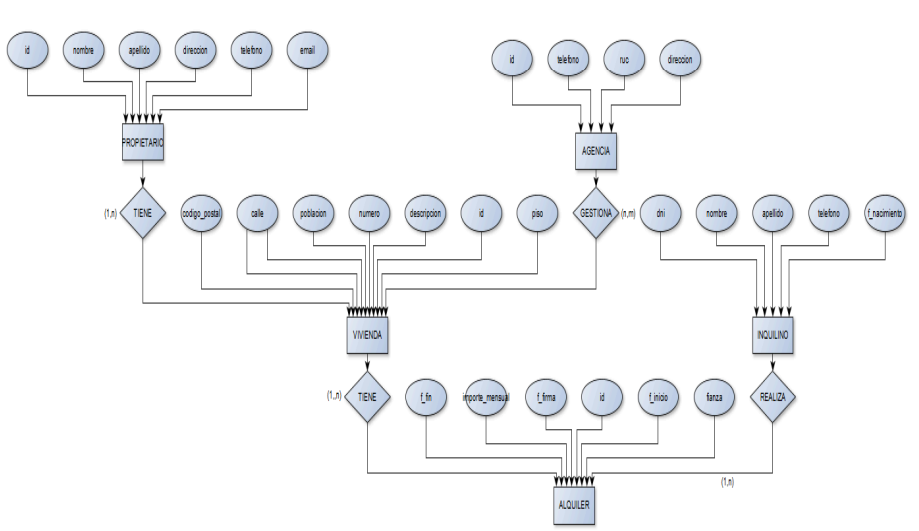 id nombre apellido direccion telefono email
id telefono ruc direccion
PROPIETARIO
AGENCIA
(1,n) TIENE codigo_postal calle poblacion numero descripcion id piso GESTIONA (n,m) dni nombre apellido telefono f_nacimiento
VIVIENDA
INQUILINO
(1,.n) TIENE f_fin importe_mensual f_firma id f_inicio fianza REALIZA
(1,n)
ALQUILER